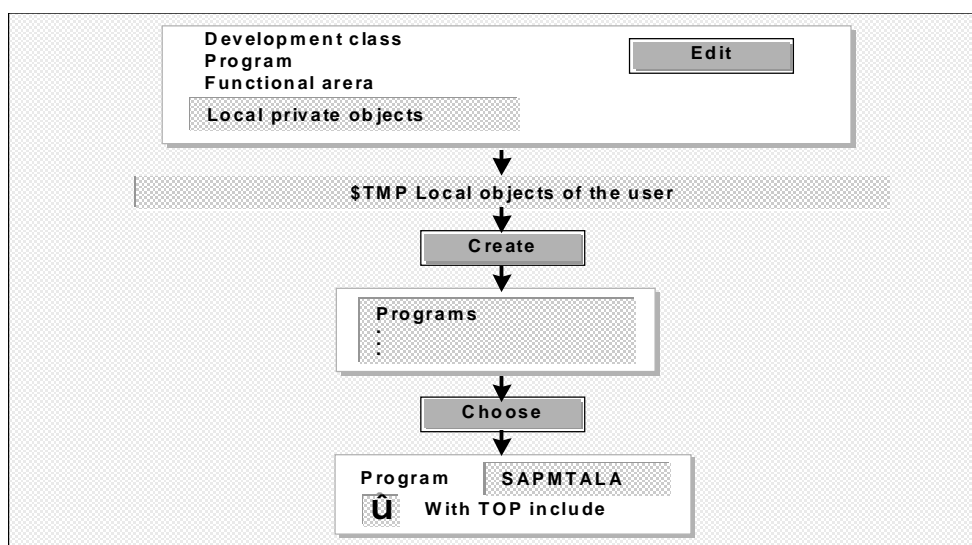 Development class
Program
Edit
Functional arera
Local private objects
$TMP Local objects of the user
Create
Programs
.
.
.
Choose
Program SAPMTALA
û With TOP include